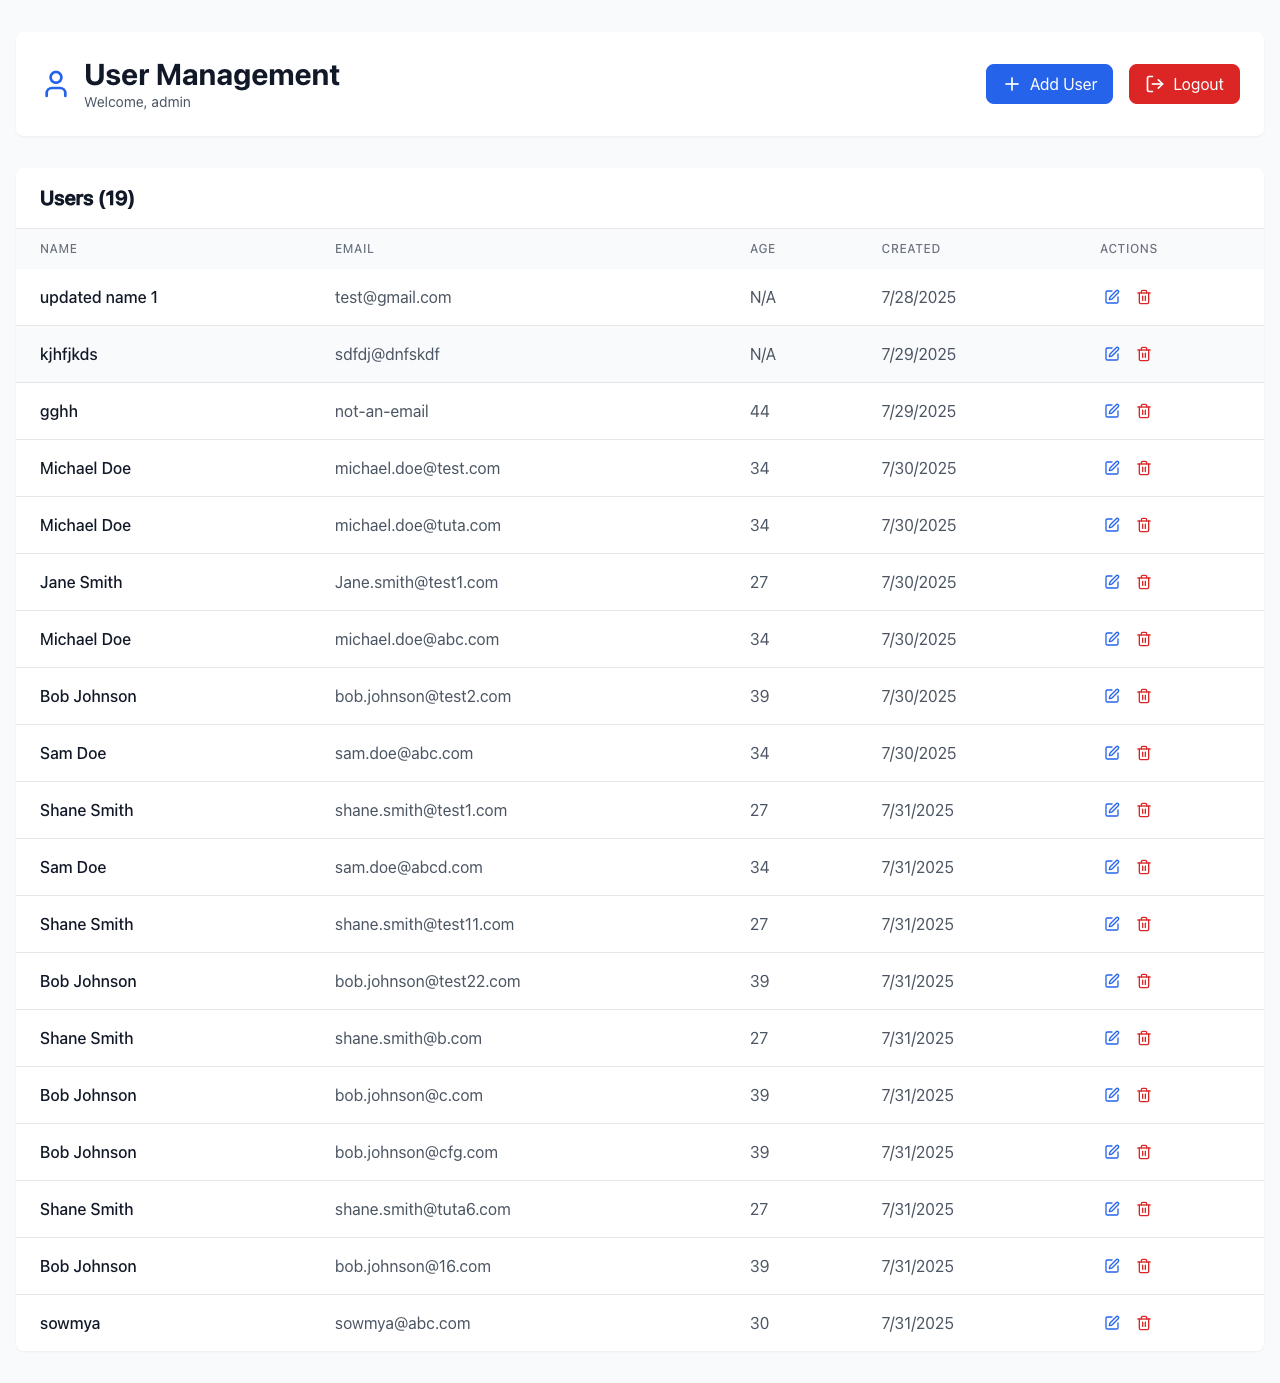 User Management
Welcome, admin
Add User
Logout
Users (19)
NAME EMAIL AGE CREATED ACTIONS
updated name 1 test@gmail.com N/A 7/28/2025
kjhfjkds sdfdj@dnfskdf N/A 7/29/2025
gghh not-an-email 44 7/29/2025
Michael Doe michael.doe@test.com 34 7/30/2025
Michael Doe michael.doe@tuta.com 34 7/30/2025
Jane Smith Jane.smith@test1.com 27 7/30/2025
Michael Doe michael.doe@abc.com 34 7/30/2025
Bob Johnson bob.johnson@test2.com 39 7/30/2025
Sam Doe sam.doe@abc.com 34 7/30/2025
Shane Smith shane.smith@test1.com 27 7/31/2025
Sam Doe sam.doe@abcd.com 34 7/31/2025
Shane Smith shane.smith@test11.com 27 7/31/2025
Bob Johnson bob.johnson@test22.com 39 7/31/2025
Shane Smith shane.smith@b.com 27 7/31/2025
Bob Johnson bob.johnson@c.com 39 7/31/2025
Bob Johnson bob.johnson@cfg.com 39 7/31/2025
Shane Smith shane.smith@tuta6.com 27 7/31/2025
Bob Johnson bob.johnson@16.com 39 7/31/2025
sowmya sowmya@abc.com 30 7/31/2025